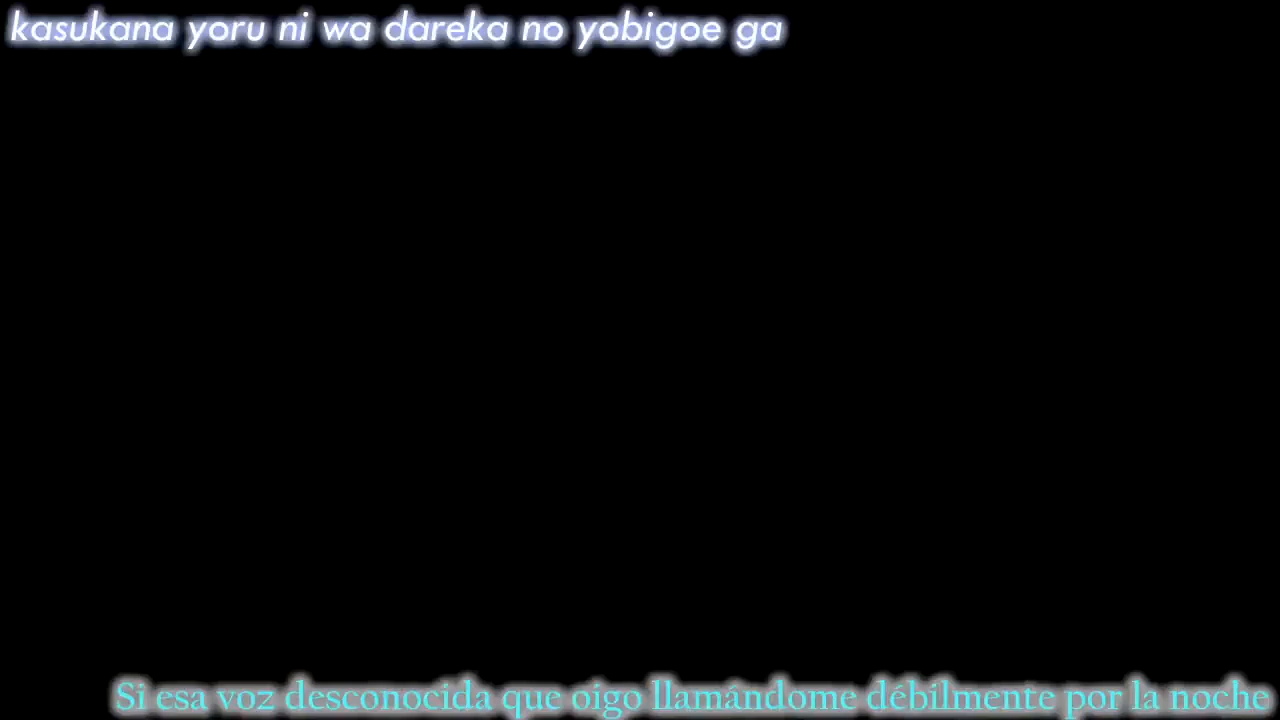 kasukana yoru ni wa dareka no yobigoe ga
Si esa voz desconocida que oigo llamándome débilmente por la noche